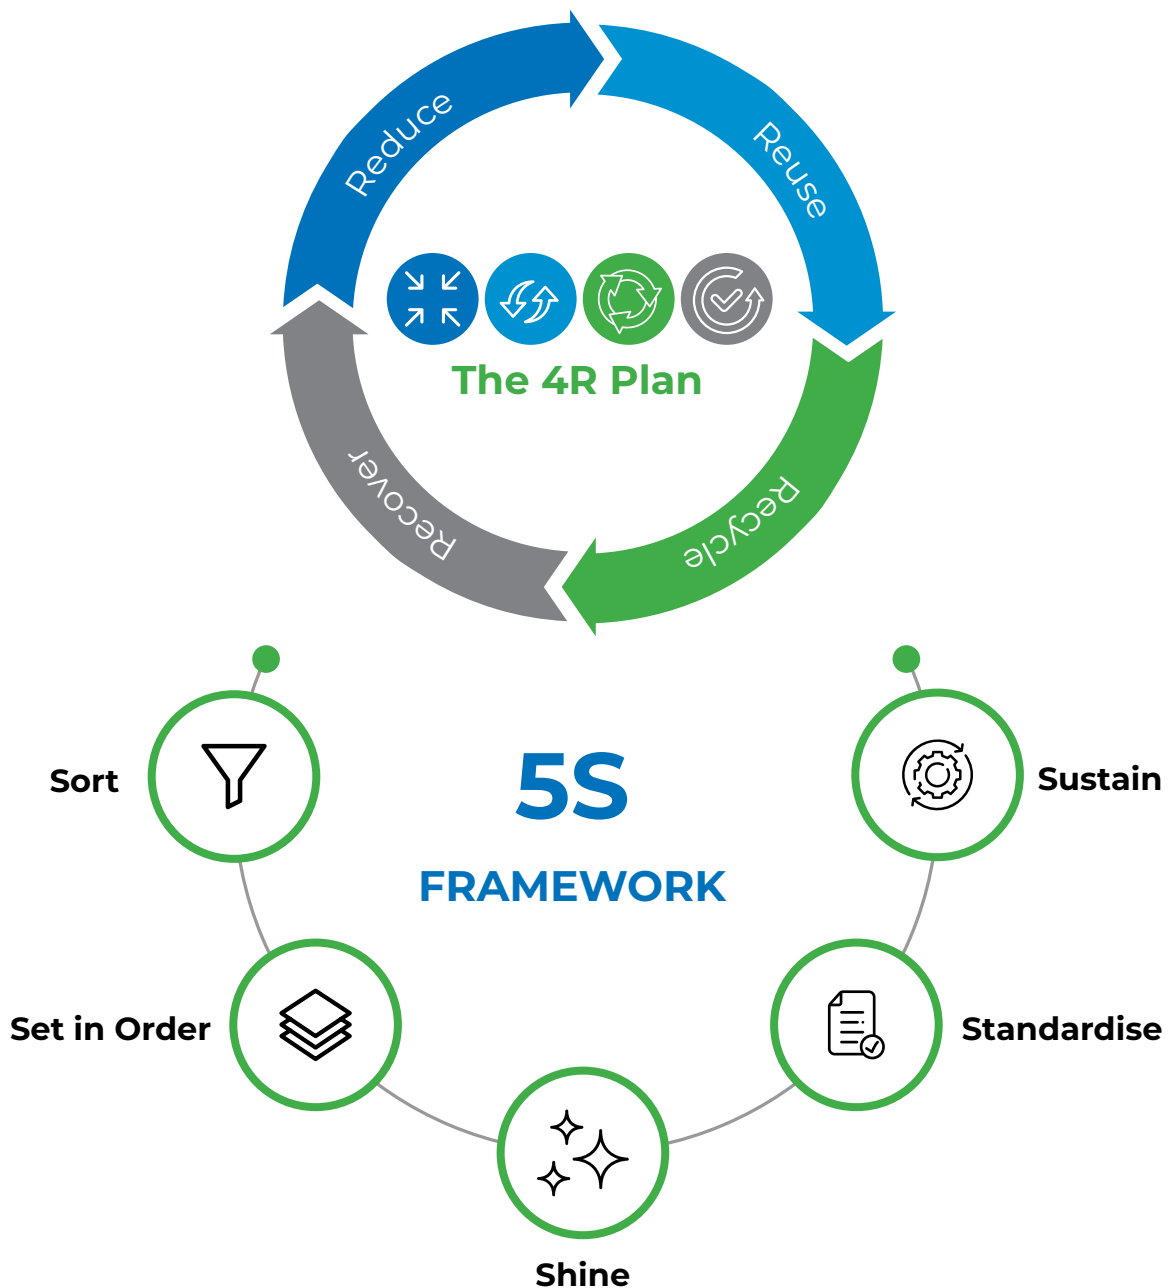 Reduce
Reuse
The 4R Plan
Recover
Recycle
5S
FRAMEWORK
Sort
Sustain
Set in Order
Standardise
Shine